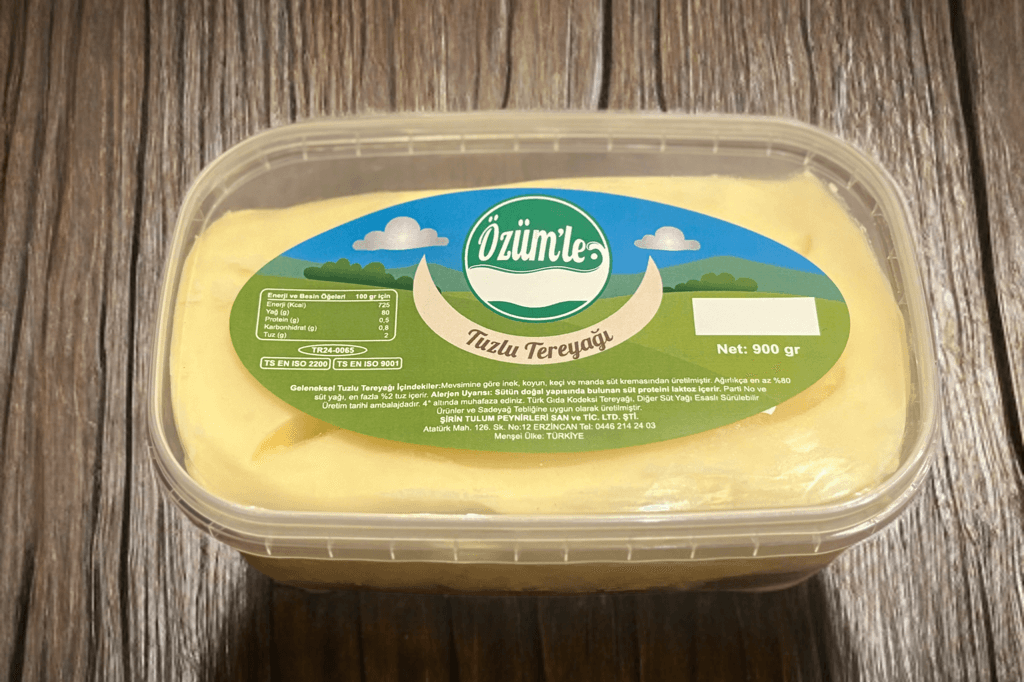 Özüm'le
Tuzlu Tereyağı
Enerji ve Besin Öğeleri 100 gr için
Enerji (Kcal) 725
Yağ (g) 80
Protein (g) 0,5
Karbonhidrat (g) 0,8
Tuz (g) 2
TR24-0065
TS EN ISO 2200 TS EN ISO 9001
Net: 900 gr
Geleneksel Tuzlu Tereyağı İçindekiler:Mevsimine göre inek, koyun, keçi ve manda süt kremasından üretilmiştir. Ağırlıkça en az %80
süt yağı, en fazla %2 tuz içerir. Alerjen Uyarısı: Sütün doğal yapısında bulunan süt proteini laktoz içerir. Parti No ve
Üretim tarihi ambalajdadır. 4° altında muhafaza ediniz. Türk Gıda Kodeksi Tereyağı, Diğer Süt Yağı Esaslı Sürülebilir
Ürünler ve Sadeyağ Tebliğine uygun olarak üretilmiştir.
ŞİRİN TULUM PEYNİRLERİ SAN ve TİC. LTD. ŞTİ.
Atatürk Mah. 126. Sk. No:12 ERZİNCAN Tel: 0446 214 24 03
Menşei Ülke: TÜRKİYE